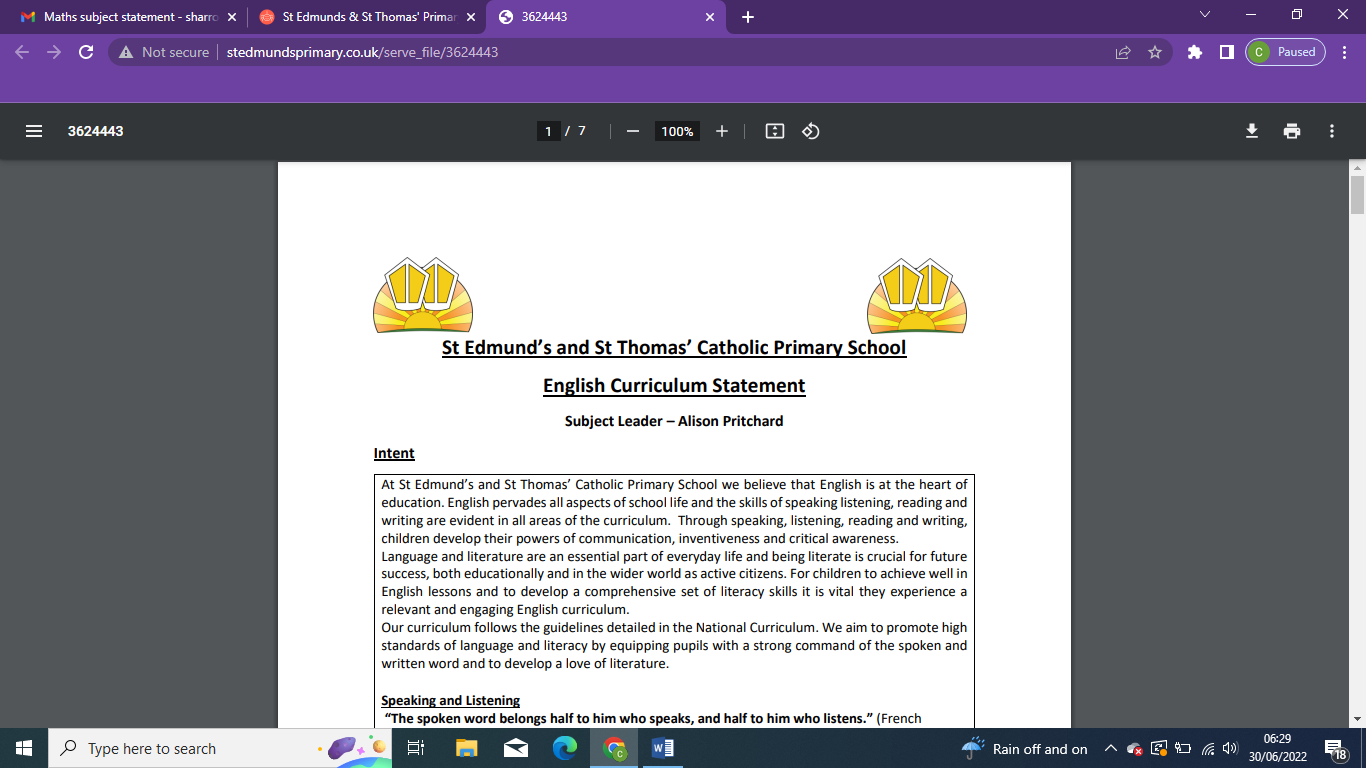 Maths subject statement - sharro
St Edmunds & St Thomas' Primar
3624443
Not secure
stedmundsprimary.co.uk/serve_file/3624443
C
Paused
3624443
1 / 7
100%
St Edmund’s and St Thomas’ Catholic Primary School
English Curriculum Statement
Subject Leader – Alison Pritchard
Intent
At St Edmund’s and St Thomas’ Catholic Primary School we believe that English is at the heart of
education. English pervades all aspects of school life and the skills of speaking listening, reading and
writing are evident in all areas of the curriculum. Through speaking, listening, reading and writing,
children develop their powers of communication, inventiveness and critical awareness.
Language and literature are an essential part of everyday life and being literate is crucial for future
success, both educationally and in the wider world as active citizens. For children to achieve well in
English lessons and to develop a comprehensive set of literacy skills it is vital they experience a
relevant and engaging English curriculum.
Our curriculum follows the guidelines detailed in the National Curriculum. We aim to promote high
standards of language and literacy by equipping pupils with a strong command of the spoken and
written word and to develop a love of literature.
Speaking and Listening
“The spoken word belongs half to him who speaks, and half to him who listens.” (French
Type here to search
C
W
Rain off and on
06:29
30/06/2022
18